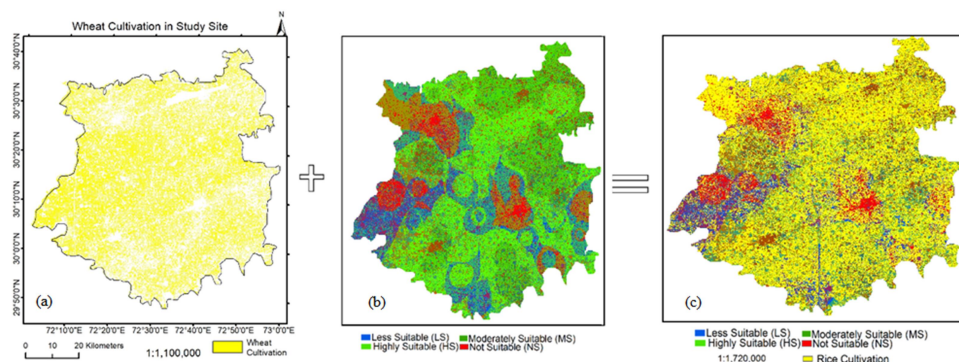 Wheat Cultivation in Study Site
N
30°40'0"N
30°30'0"N
30°20'0"N
30°10'0"N
30°0'0"N
29°50'0"N
(a)
72°10'0"E 72°20'0"E 72°30'0"E 72°40'0"E 72°50'0"E 73°0'0"E
0 10 20 Kilometers
1:1,100,000
Wheat
Cultivation
(b)
Less Suitable (LS) Moderately Suitable (MS)
Highly Suitable (HS) Not Suitable (NS)
(c)
Less Suitable (LS) Moderately Suitable (MS)
Highly Suitable (HS) Not Suitable (NS)
1:1,720,000 Rice Cultivation